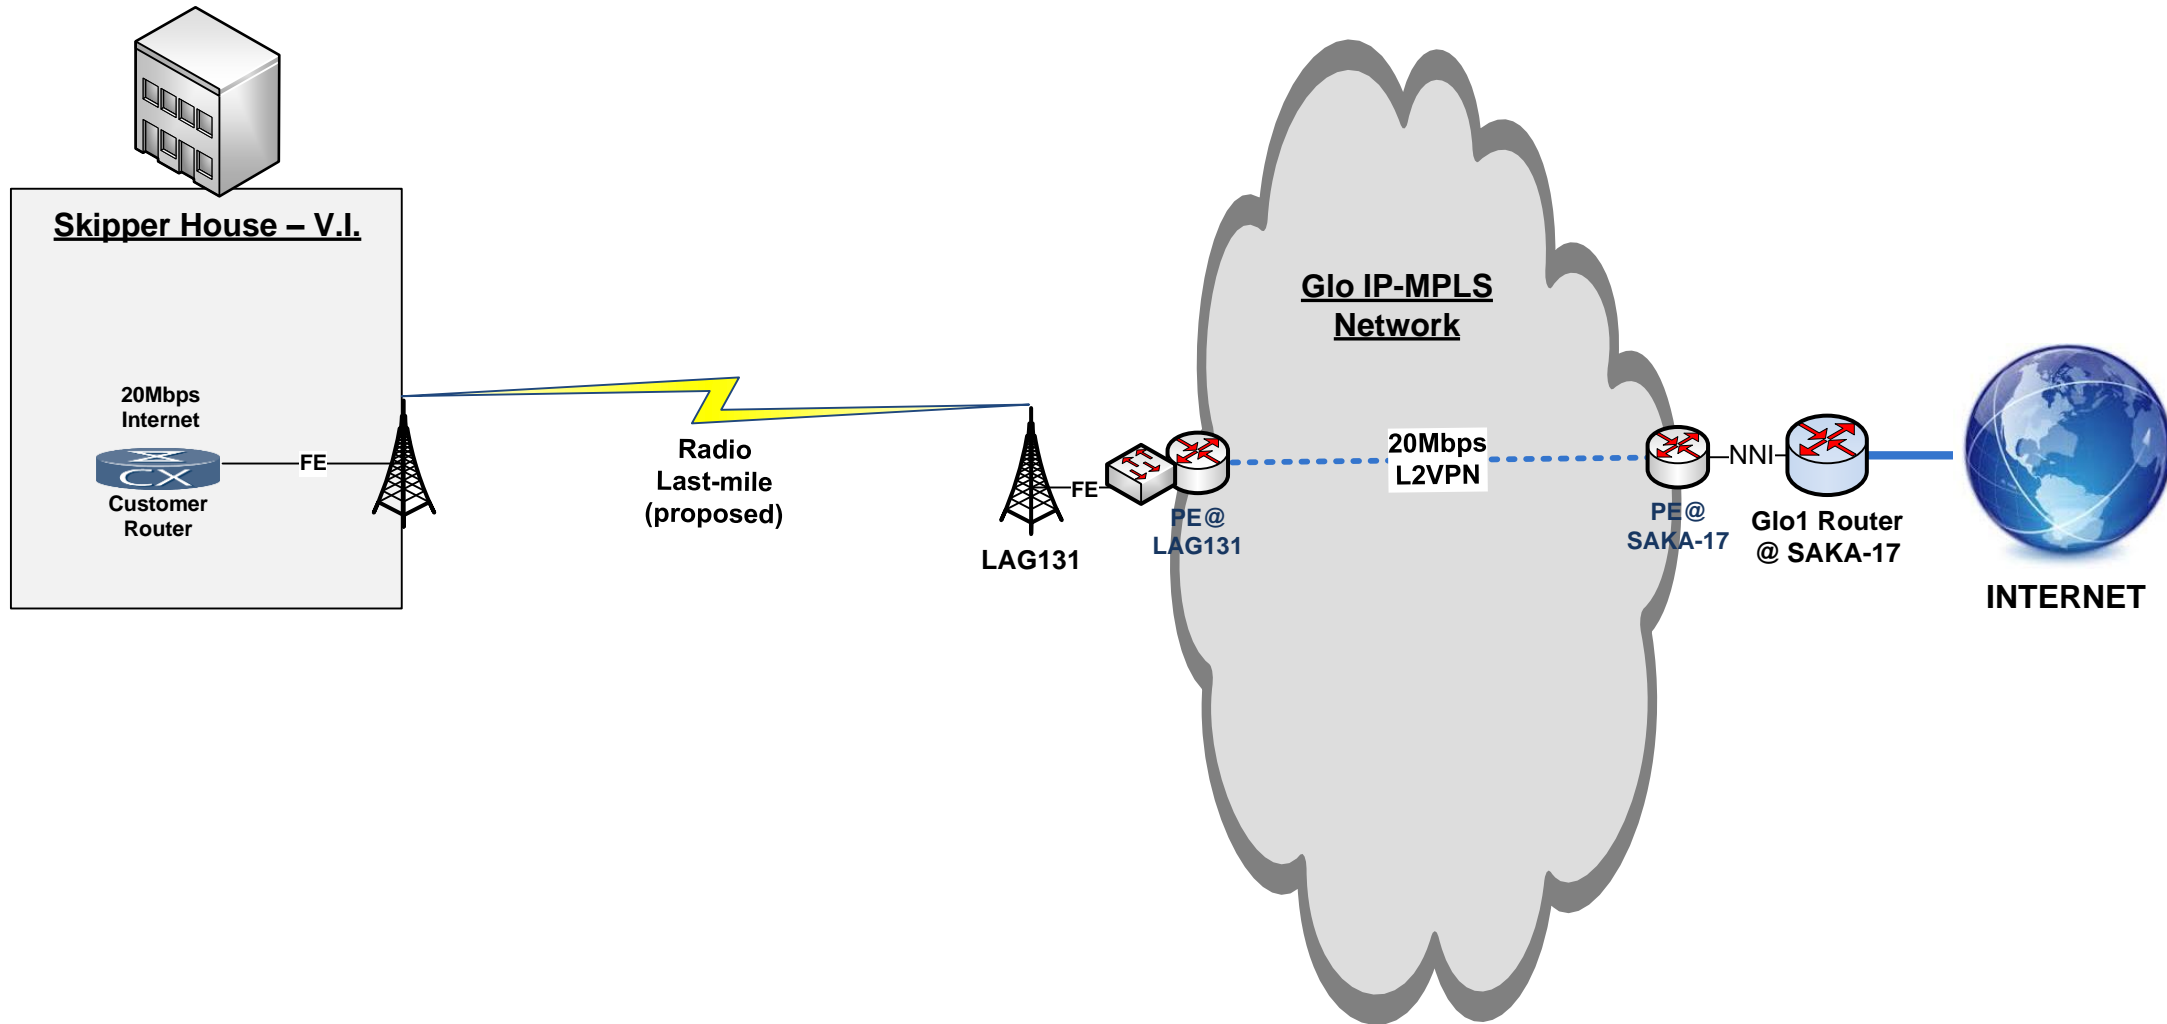 Skipper House – V.I.
20Mbps
Internet
CX
Customer
Router
FE
Radio
Last-mile
(proposed)
LAG131
FE
PE@
LAG131
Glo IP-MPLS
Network
20Mbps
L2VPN
PE@
SAKA-17
NNI
Glo1 Router
@ SAKA-17
INTERNET